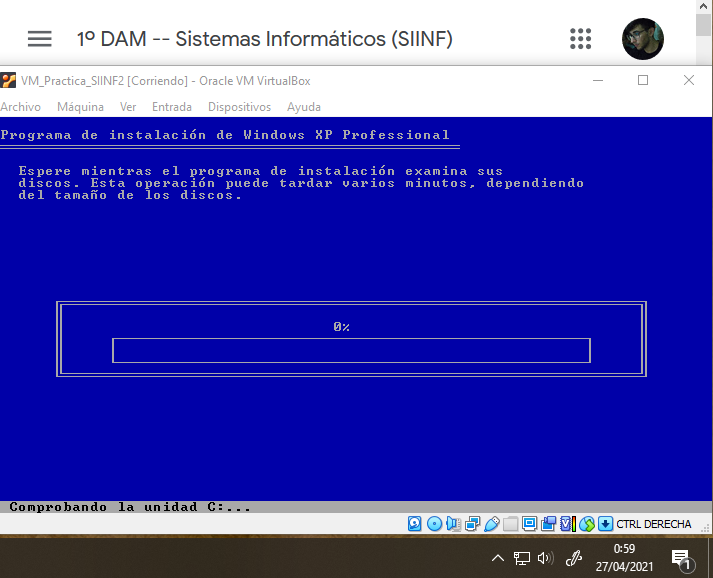 1º DAM -- Sistemas Informáticos (SIINF)
VM_Practica_SIINF2 [Corriendo] - Oracle VM VirtualBox
Archivo Máquina Ver Entrada Dispositivos Ayuda
Programa de instalación de Windows XP Professional
Espere mientras el programa de instalación examina sus
discos. Esta operación puede tardar varios minutos, dependiendo
del tamaño de los discos.
0%
Comprobando la unidad C:...
CTRL DERECHA
0:59
27/04/2021
1